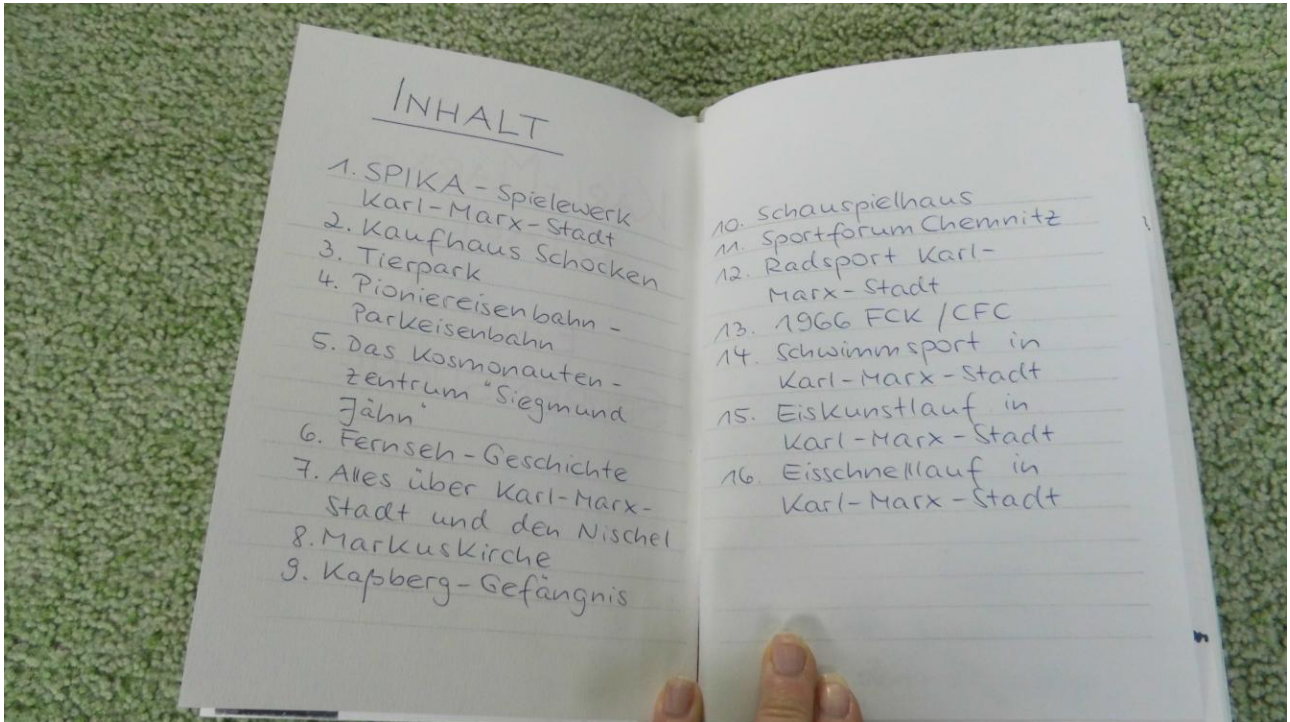 INHALT
1. SPIKA - Spielewerk
Karl-Marx-Stadt
2. Kaufhaus Schocken
3. Tierpark
4. Pioniereisenbahn -
Parkeisenbahn
5. Das Kosmonauten-
zentrum "Siegmund
Jähn"
6. Fernseh-Geschichte
7. Alles über Karl-Marx-
Stadt und den Nischel
8. Markuskirche
9. Kaßberg-Gefängnis
10. Schauspielhaus
11. Sportforum Chemnitz
12. Radsport Karl-
Marx-Stadt
13. 1966 FCK / CFC
14. Schwimmsport in
Karl-Marx-Stadt
15. Eiskunstlauf in
Karl-Marx-Stadt
16. Eisschnelllauf in
Karl-Marx-Stadt